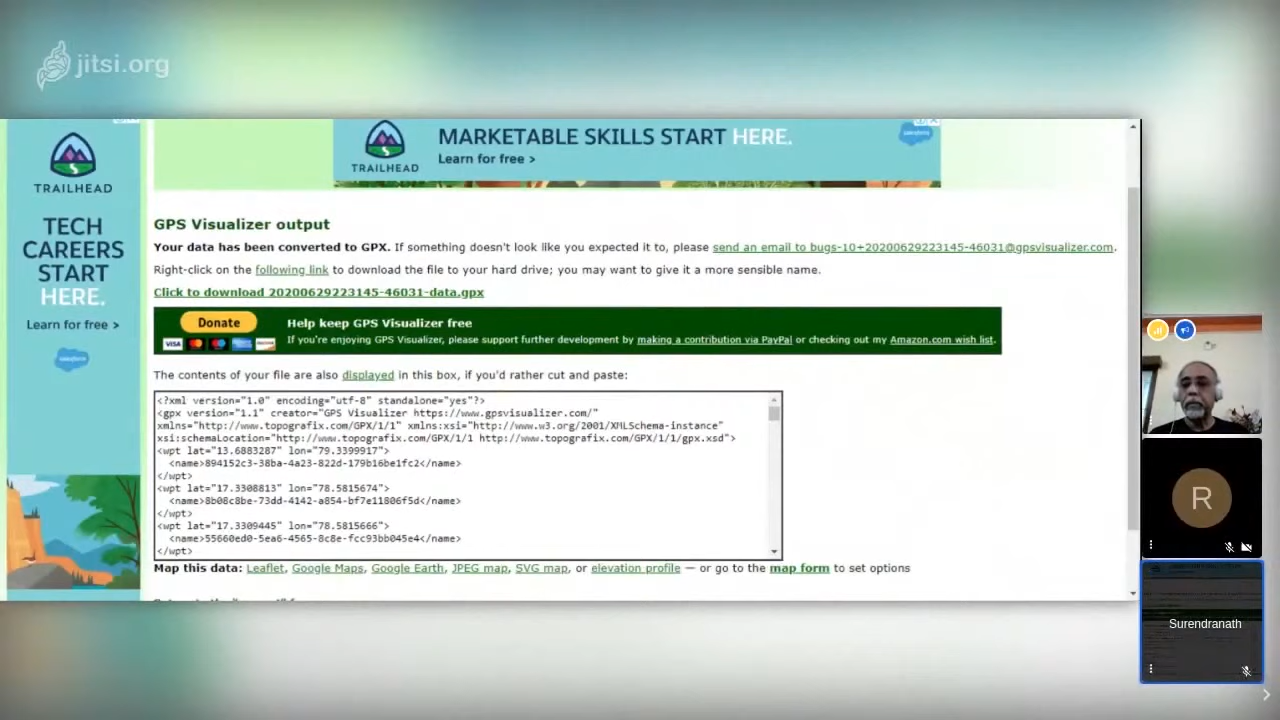 jitsi.org
TRAILHEAD
TECH
CAREERS
START
HERE.
Learn for free >
salesforce
TRAILHEAD
MARKETABLE SKILLS START HERE.
Learn for free >
salesforce
GPS Visualizer output
Your data has been converted to GPX. If something doesn't look like you expected it to, please send an email to bugs-10+20200629223145-46031@gpsvisualizer.com.
Right-click on the following link to download the file to your hard drive; you may want to give it a more sensible name.
Click to download 20200629223145-46031-data.gpx
Donate
VISA
DISCOVER
Help keep GPS Visualizer free
If you're enjoying GPS Visualizer, please support further development by making a contribution via PayPal or checking out my Amazon.com wish list.
The contents of your file are also displayed in this box, if you'd rather cut and paste:
<?xml version="1.0" encoding="utf-8" standalone="yes"?>
<gpx version="1.1" creator="GPS Visualizer https://www.gpsvisualizer.com/"
xmlns="http://www.topografix.com/GPX/1/1" xmlns:xsi="http://www.w3.org/2001/XMLSchema-instance"
xsi:schemaLocation="http://www.topografix.com/GPX/1/1 http://www.topografix.com/GPX/1/1/gpx.xsd">
<wpt lat="13.6883287" lon="79.3399917">
<name>894152c3-38ba-4a23-822d-179b16be1fc2</name>
</wpt>
<wpt lat="17.3308813" lon="78.5815674">
<name>8b08c8be-73dd-4142-a854-bf7e11806f5d</name>
</wpt>
<wpt lat="17.3309445" lon="78.5815666">
<name>55660ed0-5ea6-4565-8c8e-fcc93bb045e4</name>
</wpt>
Map this data: Leaflet, Google Maps, Google Earth, JPEG map, SVG map, or elevation profile — or go to the map form to set options
R
Surendranath